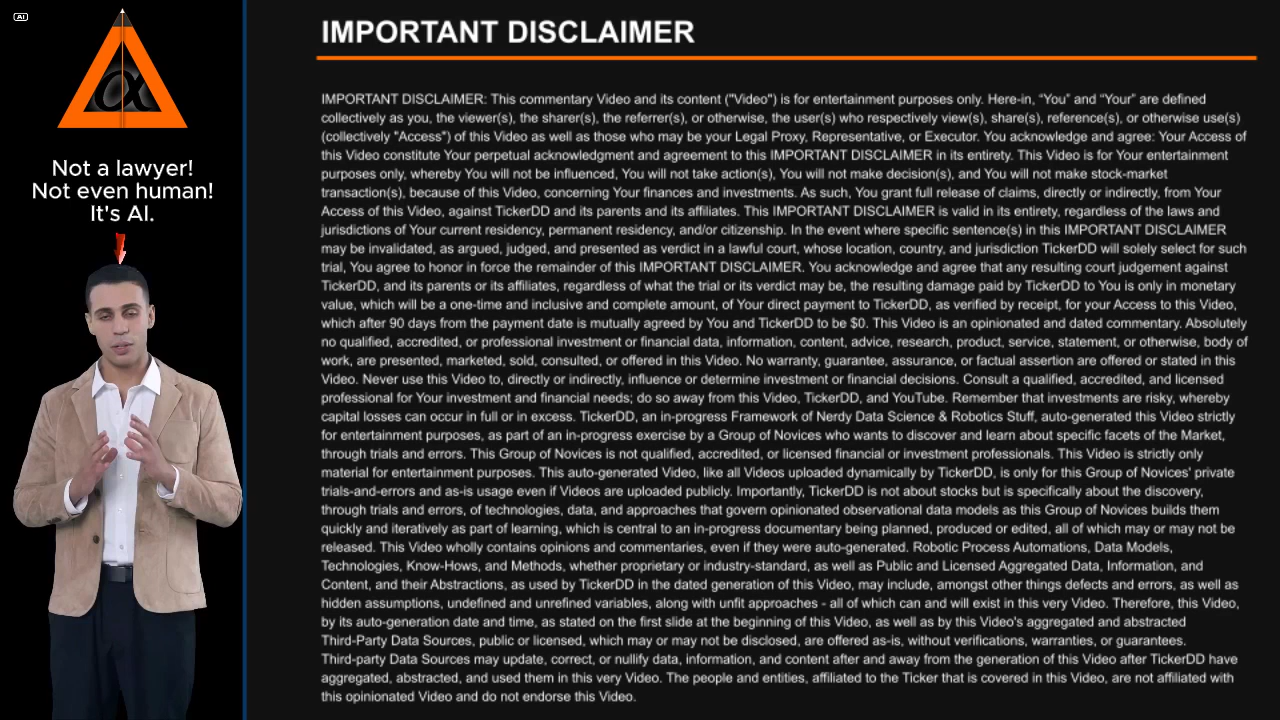 AI
α
Not a lawyer!
Not even human!
It's AI.
IMPORTANT DISCLAIMER
IMPORTANT DISCLAIMER: This commentary Video and its content ("Video") is for entertainment purposes only. Here-in, “You” and “Your” are defined
collectively as you, the viewer(s), the sharer(s), the referrer(s), or otherwise, the user(s) who respectively view(s), share(s), reference(s), or otherwise use(s)
(collectively "Access") of this Video as well as those who may be your Legal Proxy, Representative, or Executor. You acknowledge and agree: Your Access of
this Video constitute Your perpetual acknowledgment and agreement to this IMPORTANT DISCLAIMER in its entirety. This Video is for Your entertainment
purposes only, whereby You will not be influenced, You will not take action(s), You will not make decision(s), and You will not make stock-market
transaction(s), because of this Video, concerning Your finances and investments. As such, You grant full release of claims, directly or indirectly, from Your
Access of this Video, against TickerDD and its parents and its affiliates. This IMPORTANT DISCLAIMER is valid in its entirety, regardless of the laws and
jurisdictions of Your current residency, permanent residency, and/or citizenship. In the event where specific sentence(s) in this IMPORTANT DISCLAIMER
may be invalidated, as argued, judged, and presented as verdict in a lawful court, whose location, country, and jurisdiction TickerDD will solely select for such
trial, You agree to honor in force the remainder of this IMPORTANT DISCLAIMER. You acknowledge and agree that any resulting court judgement against
TickerDD, and its parents or its affiliates, regardless of what the trial or its verdict may be, the resulting damage paid by TickerDD to You is only in monetary
value, which will be a one-time and inclusive and complete amount, of Your direct payment to TickerDD, as verified by receipt, for your Access to this Video,
which after 90 days from the payment date is mutually agreed by You and TickerDD to be $0. This Video is an opinionated and dated commentary. Absolutely
no qualified, accredited, or professional investment or financial data, information, content, advice, research, product, service, statement, or otherwise, body of
work, are presented, marketed, sold, consulted, or offered in this Video. No warranty, guarantee, assurance, or factual assertion are offered or stated in this
Video. Never use this Video to, directly or indirectly, influence or determine investment or financial decisions. Consult a qualified, accredited, and licensed
professional for Your investment and financial needs; do so away from this Video, TickerDD, and YouTube. Remember that investments are risky, whereby
capital losses can occur in full or in excess. TickerDD, an in-progress Framework of Nerdy Data Science & Robotics Stuff, auto-generated this Video strictly
for entertainment purposes, as part of an in-progress exercise by a Group of Novices who wants to discover and learn about specific facets of the Market,
through trials and errors. This Group of Novices is not qualified, accredited, or licensed financial or investment professionals. This Video is strictly only
material for entertainment purposes. This auto-generated Video, like all Videos uploaded dynamically by TickerDD, is only for this Group of Novices' private
trials-and-errors and as-is usage even if Videos are uploaded publicly. Importantly, TickerDD is not about stocks but is specifically about the discovery,
through trials and errors, of technologies, data, and approaches that govern opinionated observational data models as this Group of Novices builds them
quickly and iteratively as part of learning, which is central to an in-progress documentary being planned, produced or edited, all of which may or may not be
released. This Video wholly contains opinions and commentaries, even if they were auto-generated. Robotic Process Automations, Data Models,
Technologies, Know-Hows, and Methods, whether proprietary or industry-standard, as well as Public and Licensed Aggregated Data, Information, and
Content, and their Abstractions, as used by TickerDD in the dated generation of this Video, may include, amongst other things defects and errors, as well as
hidden assumptions, undefined and unrefined variables, along with unfit approaches - all of which can and will exist in this very Video. Therefore, this Video,
by its auto-generation date and time, as stated on the first slide at the beginning of this Video, as well as by this Video's aggregated and abstracted
Third-Party Data Sources, public or licensed, which may or may not be disclosed, are offered as-is, without verifications, warranties, or guarantees.
Third-party Data Sources may update, correct, or nullify data, information, and content after and away from the generation of this Video after TickerDD have
aggregated, abstracted, and used them in this very Video. The people and entities, affiliated to the Ticker that is covered in this Video, are not affiliated with
this opinionated Video and do not endorse this Video.